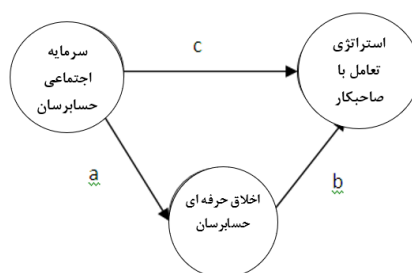 سرمایه
اجتماعی
حسابرسان
c
استراتژی
تعامل با
صاحبکار
a
اخلاق حرفه ای
حسابرسان
b